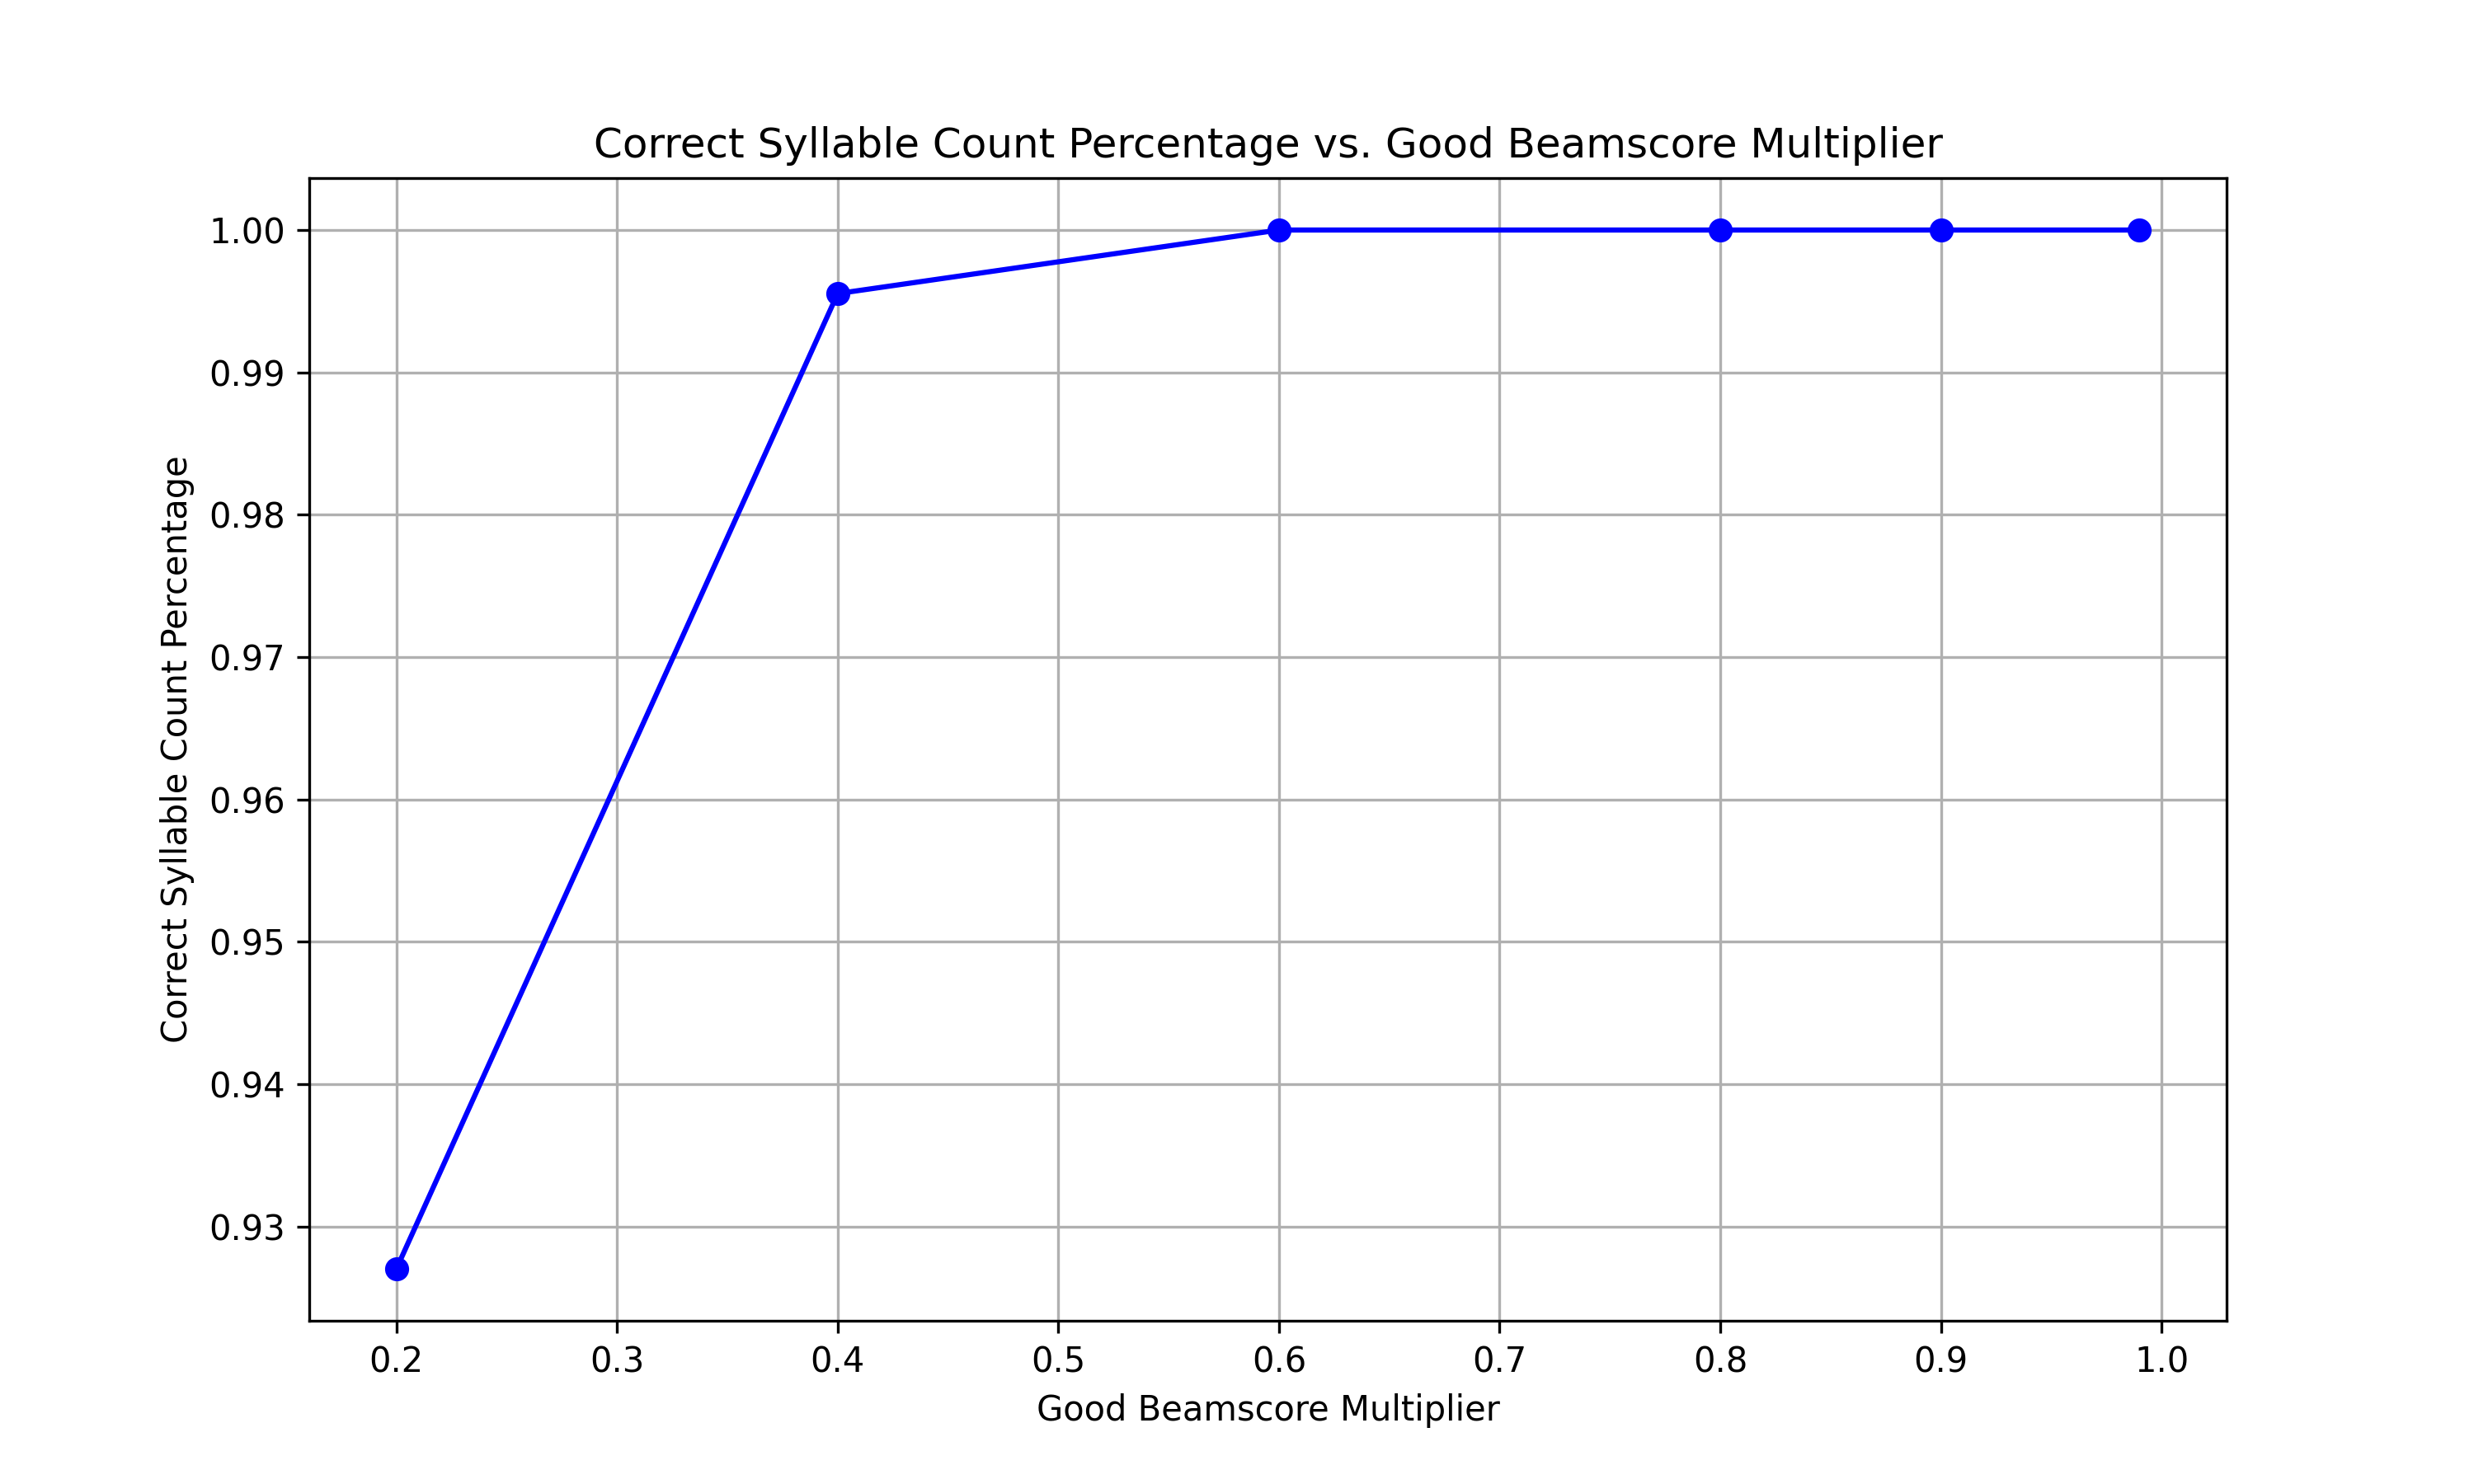 Correct Syllable Count Percentage vs. Good Beamscore Multiplier
Correct Syllable Count Percentage
1.00
0.99
0.98
0.97
0.96
0.95
0.94
0.93
0.2 0.3 0.4 0.5 0.6 0.7 0.8 0.9 1.0
Good Beamscore Multiplier